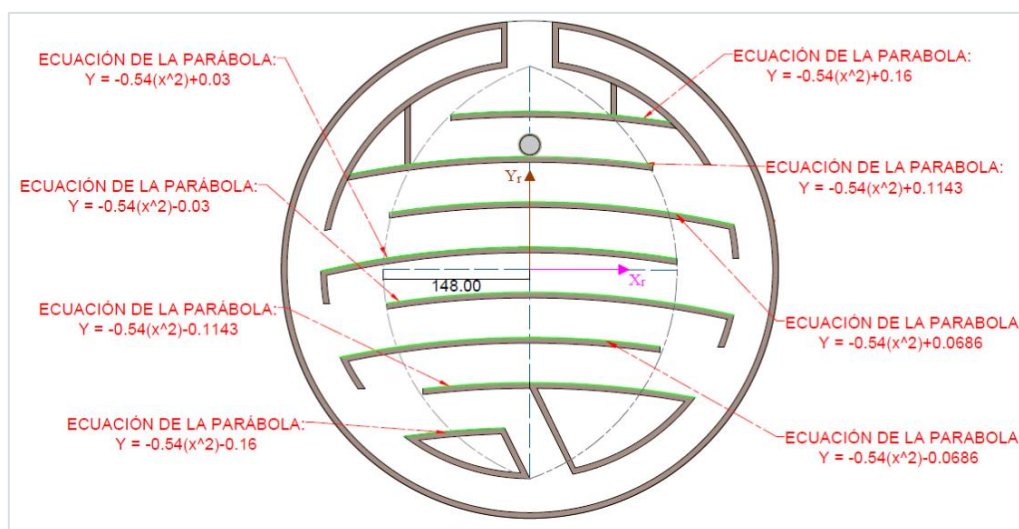 ECUACIÓN DE LA PARÁBOLA:
Y = -0.54(x^2)+0.03
ECUACIÓN DE LA PARÁBOLA:
Y = -0.54(x^2)+0.16
ECUACIÓN DE LA PARÁBOLA:
Y = -0.54(x^2)+0.1143
ECUACIÓN DE LA PARÁBOLA:
Y = -0.54(x^2)-0.03
Yr
Xr
148.00
ECUACIÓN DE LA PARÁBOLA:
Y = -0.54(x^2)-0.1143
ECUACIÓN DE LA PARABOLA:
Y = -0.54(x^2)+0.0686
ECUACIÓN DE LA PARÁBOLA:
Y = -0.54(x^2)-0.16
ECUACIÓN DE LA PARABOLA:
Y = -0.54(x^2)-0.0686